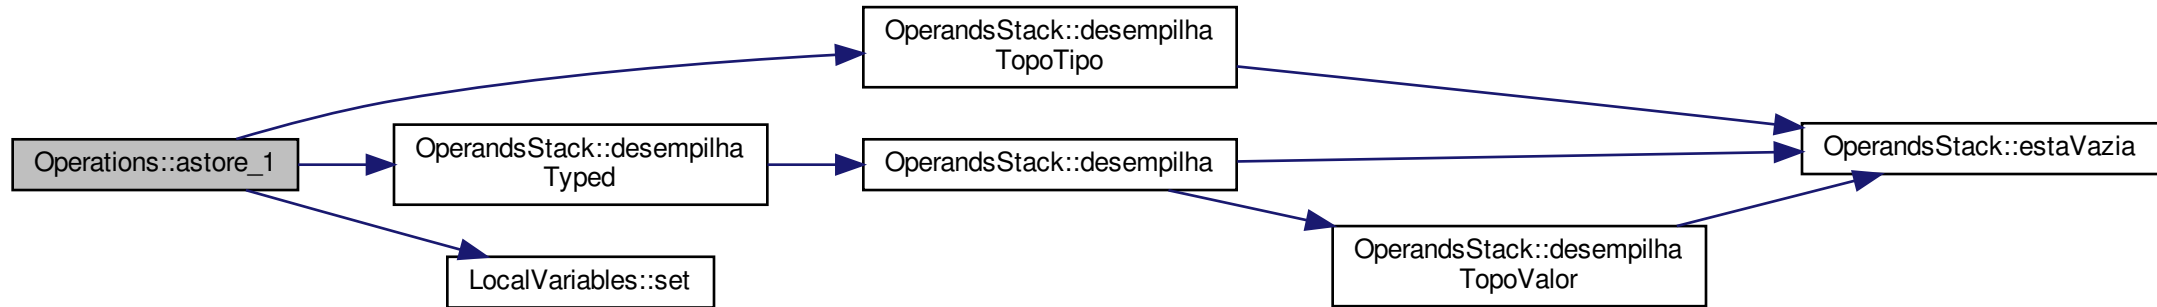 Operations::astore_1
OperandsStack::desempilha
TopoTipo
OperandsStack::desempilha
Typed
LocalVariables::set
OperandsStack::desempilha
OperandsStack::desempilha
TopoValor
OperandsStack::estaVazia